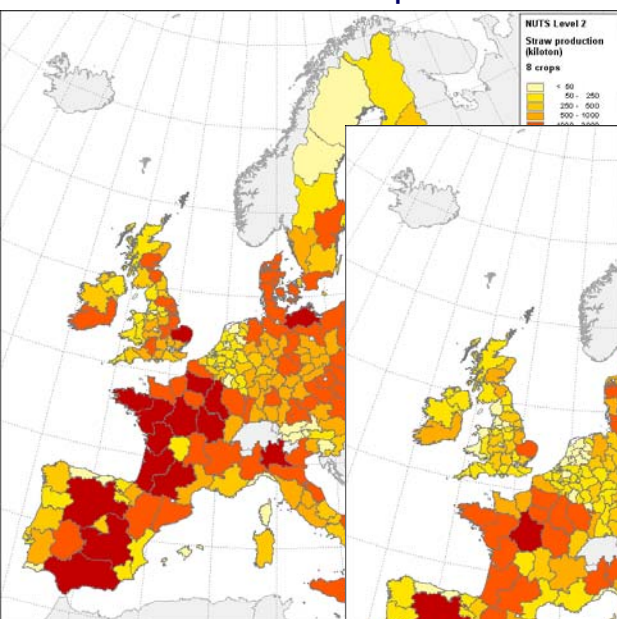 NUTS Level 2
Straw production
(kiloton)
8 crops
< 50
50 - 250
250 - 500
500 - 1000